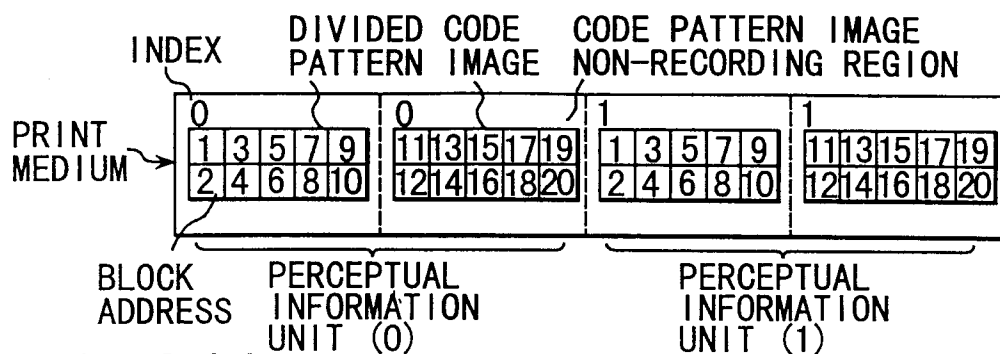 INDEX
DIVIDED CODE
PATTERN IMAGE
CODE PATTERN IMAGE
NON-RECORDING REGION
PRINT
MEDIUM
0 0 1 1
1 3 5 7 9 11 13 15 17 19 1 3 5 7 9 11 13 15 17 19
2 4 6 8 10 12 14 16 18 20 2 4 6 8 10 12 14 16 18 20
BLOCK
ADDRESS
PERCEPTUAL
INFORMATION
UNIT (0)
PERCEPTUAL
INFORMATION
UNIT (1)